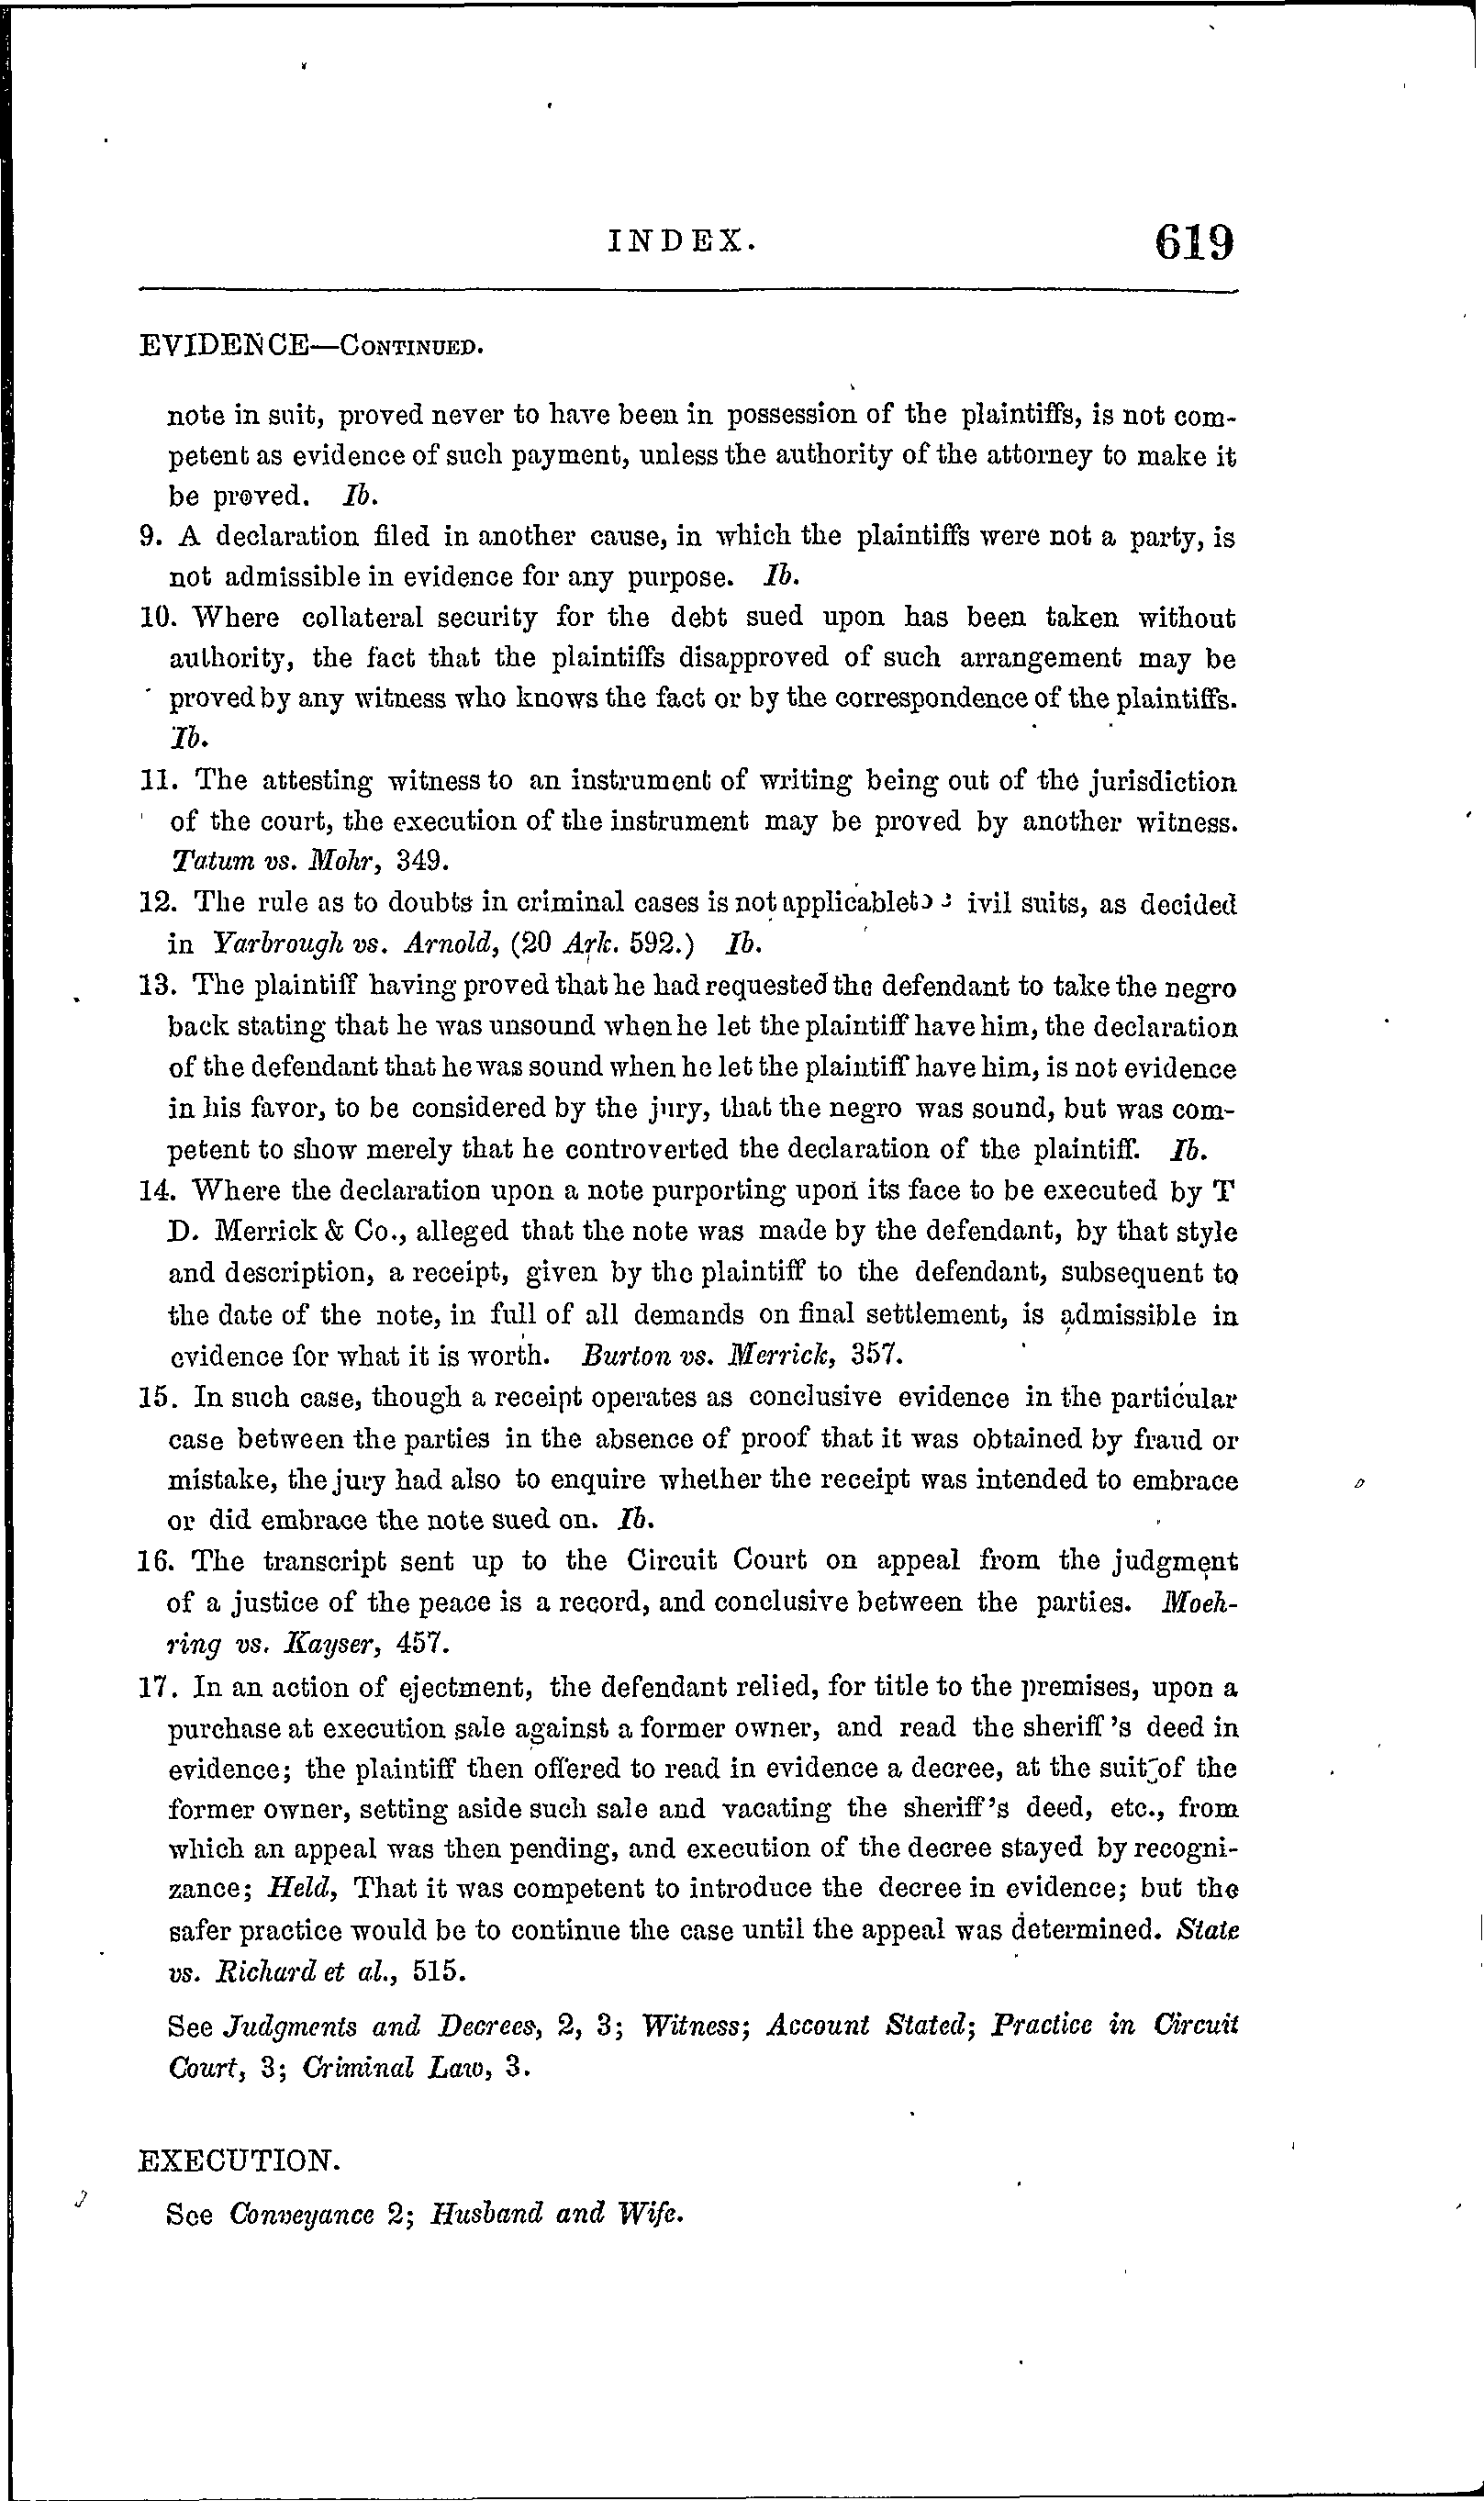 INDEX. 619
EVIDENCE—CONTINUED.
note in suit, proved never to have been in possession of the plaintiffs, is not com-
petent as evidence of such payment, unless the authority of the attorney to make it
be proved. Ib.
9. A declaration filed in another cause, in which the plaintiffs were not a party, is
not admissible in evidence for any purpose. Ib.
10. Where collateral security for the debt sued upon has been taken without
authority, the fact that the plaintiffs disapproved of such arrangement may be
proved by any witness who knows the fact or by the correspondence of the plaintiffs.
Ib.
11. The attesting witness to an instrument of writing being out of the jurisdiction
of the court, the execution of the instrument may be proved by another witness.
Tatum vs. Mohr, 349.
12. The rule as to doubts in criminal cases is not applicable to ivil suits, as decided
in Yarbrough vs. Arnold, (20 Ark. 592.) Ib.
13. The plaintiff having proved that he had requested the defendant to take the negro
back stating that he was unsound when he let the plaintiff have him, the declaration
of the defendant that he was sound when he let the plaintiff have him, is not evidence
in his favor, to be considered by the jury, that the negro was sound, but was com-
petent to show merely that he controverted the declaration of the plaintiff. Ib.
14. Where the declaration upon a note purporting upon its face to be executed by T
D. Merrick & Co., alleged that the note was made by the defendant, by that style
and description, a receipt, given by the plaintiff to the defendant, subsequent to
the date of the note, in full of all demands on final settlement, is admissible in
evidence for what it is worth. Burton vs. Merrick, 357.
15. In such case, though a receipt operates as conclusive evidence in the particular
case between the parties in the absence of proof that it was obtained by fraud or
mistake, the jury had also to enquire whether the receipt was intended to embrace
or did embrace the note sued on. Ib.
16. The transcript sent up to the Circuit Court on appeal from the judgment
of a justice of the peace is a record, and conclusive between the parties. Moeh-
ring vs. Kayser, 457.
17. In an action of ejectment, the defendant relied, for title to the premises, upon a
purchase at execution sale against a former owner, and read the sheriff's deed in
evidence; the plaintiff then offered to read in evidence a decree, at the suit of the
former owner, setting aside such sale and vacating the sheriff's deed, etc., from
which an appeal was then pending, and execution of the decree stayed by recogni-
zance; Held, That it was competent to introduce the decree in evidence; but the
safer practice would be to continue the case until the appeal was determined. State
vs. Richard et al., 515.
See Judgments and Decrees, 2, 3; Witness; Account Stated; Practice in Circuit
Court, 3; Criminal Law, 3.
EXECUTION.
See Conveyance 2; Husband and Wife.